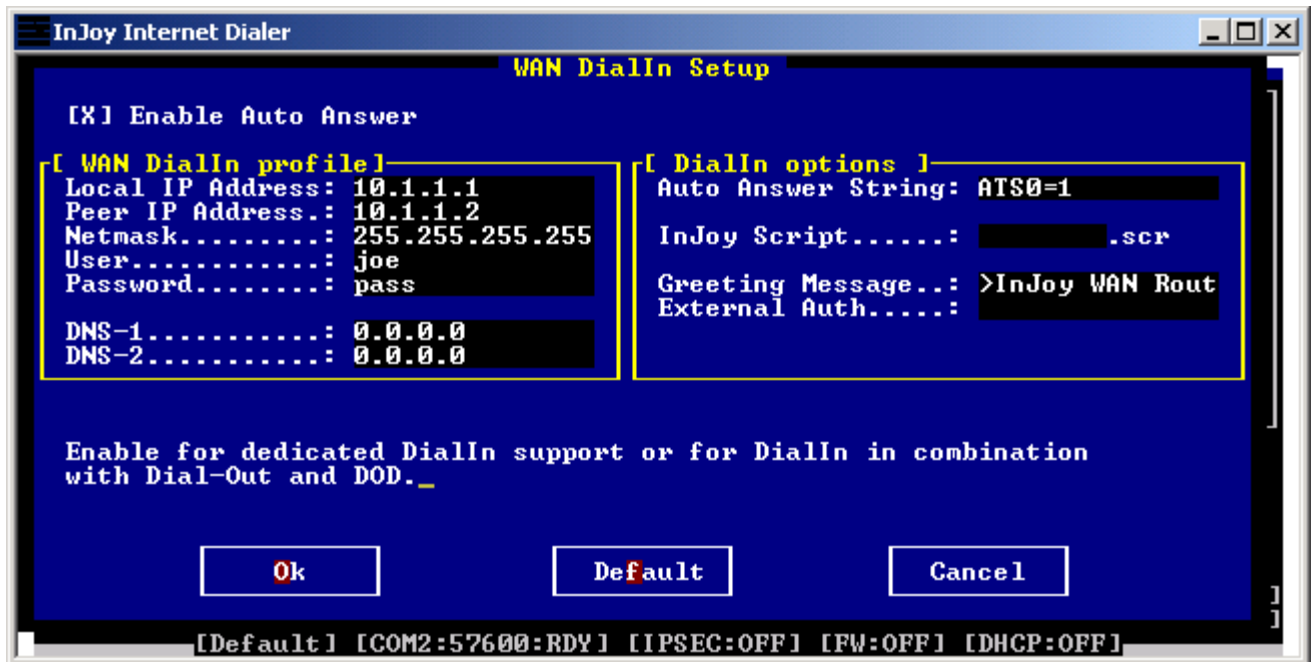 InJoy Internet Dialer
WAN DialIn Setup
[X] Enable Auto Answer
[ WAN DialIn profile]
Local IP Address: 10.1.1.1
Peer IP Address.: 10.1.1.2
Netmask.........: 255.255.255.255
User............: joe
Password........: pass
DNS-1...........: 0.0.0.0
DNS-2...........: 0.0.0.0
[ DialIn options ]
Auto Answer String: ATS0=1
InJoy Script......: .scr
Greeting Message..: >InJoy WAN Rout
External Auth.....:
Enable for dedicated DialIn support or for DialIn in combination
with Dial-Out and DOD._
Ok Default Cancel
[Default] [COM2:57600:RDY] [IPSEC:OFF] [FW:OFF] [DHCP:OFF]